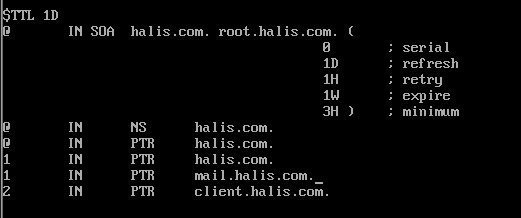 $TTL 1D
@ IN SOA halis.com. root.halis.com. (
0 ; serial
1D ; refresh
1H ; retry
1W ; expire
3H ) ; minimum
@ IN NS halis.com.
@ IN PTR halis.com.
1 IN PTR halis.com.
1 IN PTR mail.halis.com._
2 IN PTR client.halis.com.